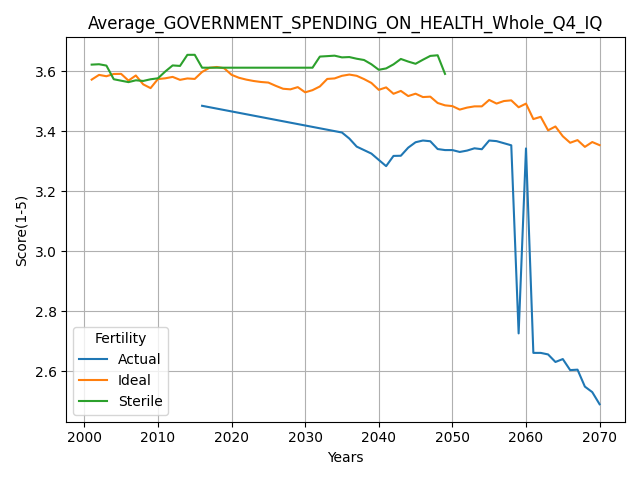 Average_GOVERNMENT_SPENDING_ON_HEALTH_Whole_Q4_IQ
Score(1-5)
3.6
3.4
3.2
3.0
2.8
2.6
Fertility
Actual
Ideal
Sterile
2000 2010 2020 2030 2040 2050 2060 2070
Years